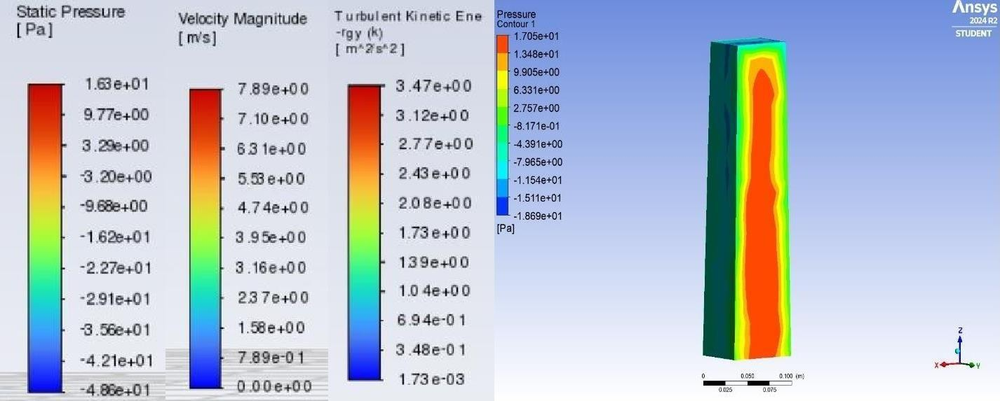 Static Pressure
[ Pa ]
1.63e+01
9.77e+00
3.29e+00
-3.20e+00
-9.68e+00
-1.62e+01
-2.27e+01
-2.91e+01
-3.56e+01
-4.21e+01
-4.86e+01
Velocity Magnitude
[ m/s ]
7.89e+00
7.10e+00
6.31e+00
5.53e+00
4.74e+00
3.95e+00
3.16e+00
2.37e+00
1.58e+00
7.89e-01
0.00e+00
Turbulent Kinetic Ene
-rgy (k)
[ m^2/s^2 ]
3.47e+00
3.12e+00
2.77e+00
2.43e+00
2.08e+00
1.73e+00
1.39e+00
1.04e+00
6.94e-01
3.48e-01
1.73e-03
Pressure
Contour 1
1.705e+01
1.348e+01
9.905e+00
6.331e+00
2.757e+00
-8.171e-01
-4.391e+00
-7.965e+00
-1.154e+01
-1.511e+01
-1.869e+01
[Pa]
Ansys
2024 R2
STUDENT
Z
X
Y
0 0.050 0.100 (m)
0.025 0.075